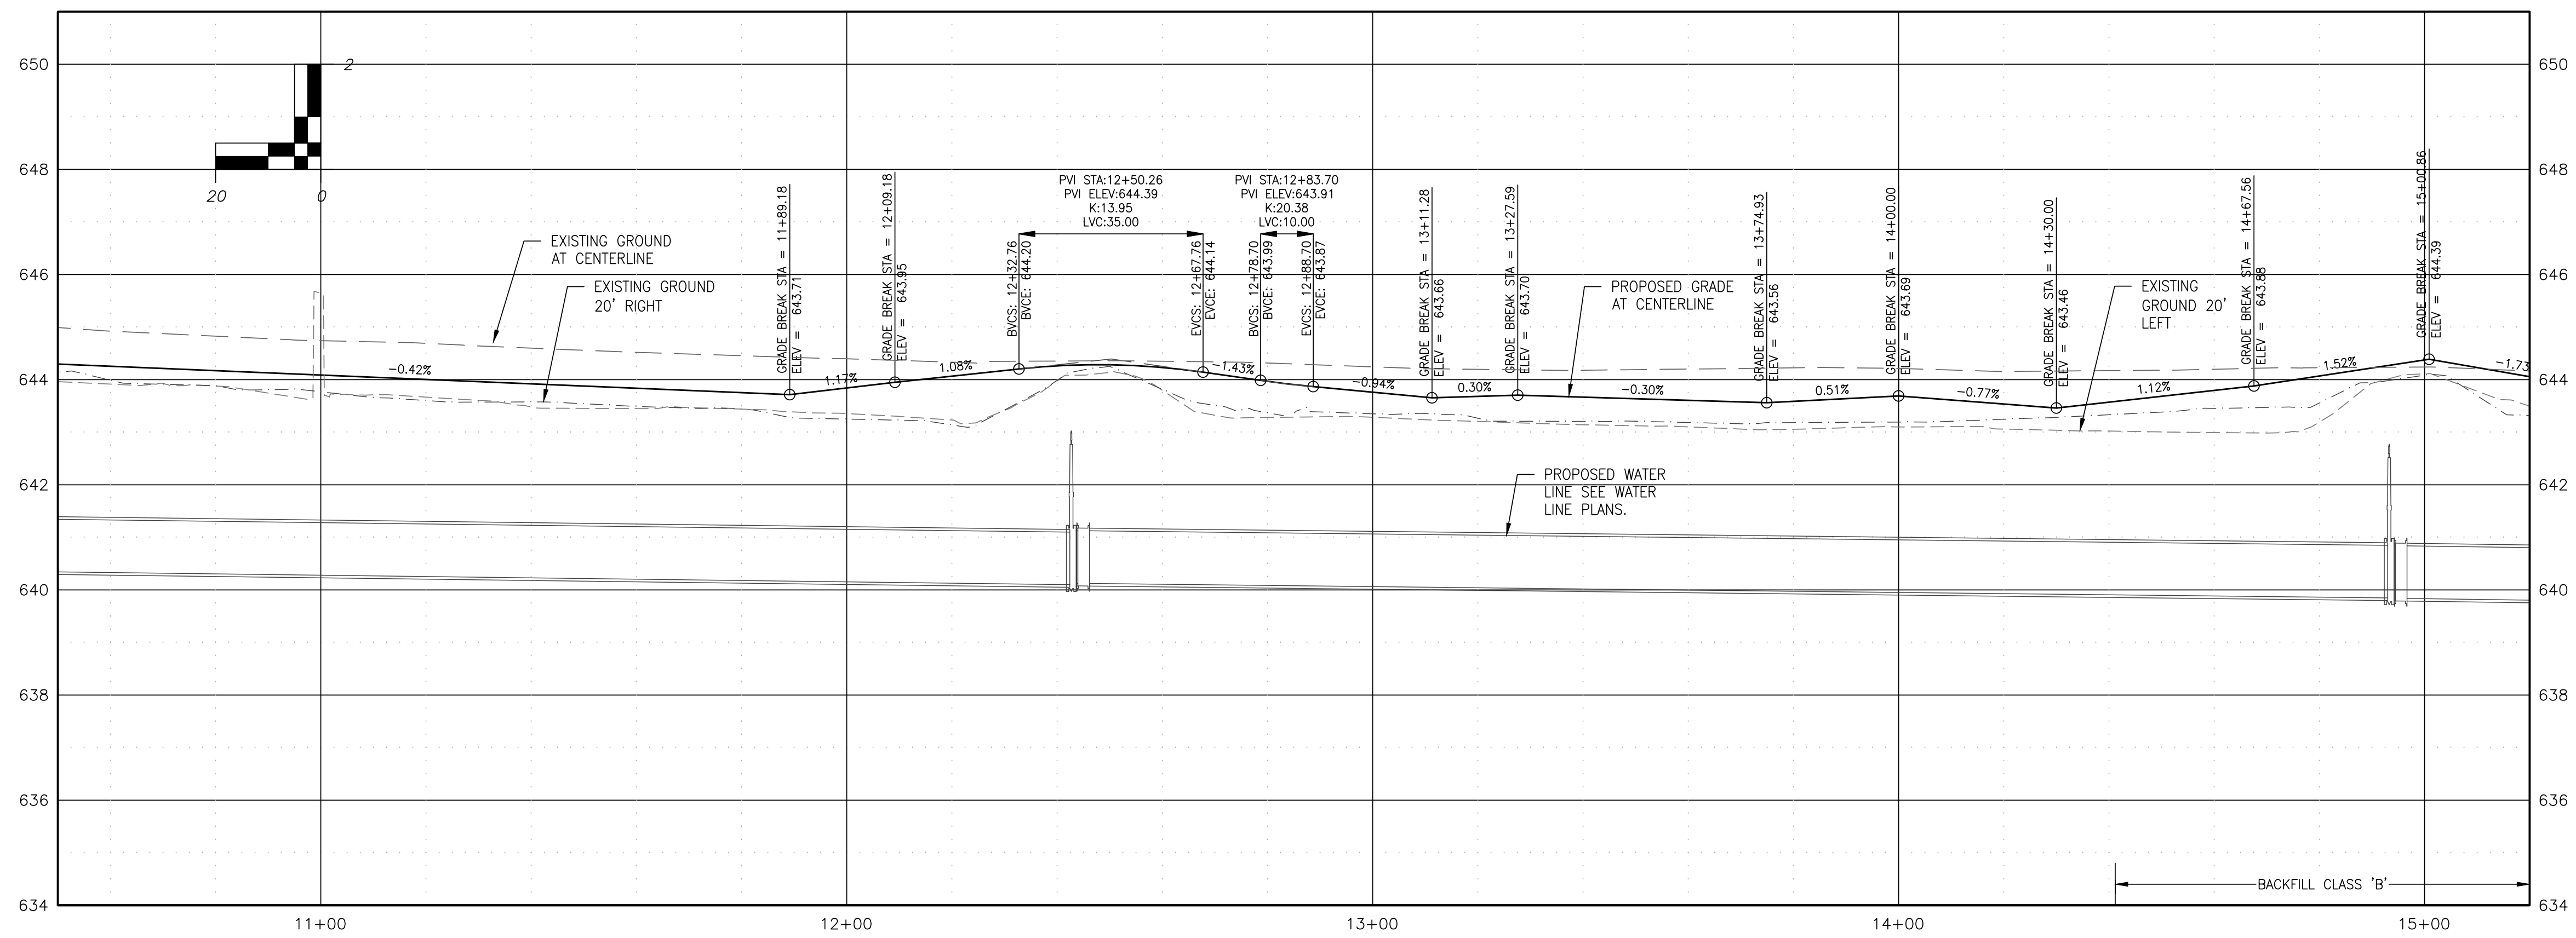 650
648
646
644
642
640
638
636
634
2
20
0
EXISTING GROUND
AT CENTERLINE
EXISTING GROUND
20' RIGHT
-0.42%
GRADE BREAK STA = 11+89.18
ELEV = 643.71
1.17%
GRADE BREAK STA = 12+09.18
ELEV = 643.95
1.08%
PVI STA:12+50.26
PVI ELEV:644.39
K:13.95
LVC:35.00
BVCS: 12+32.76
BVCE: 644.20
EVCS: 12+67.76
EVCE: 644.14
-1.43%
PVI STA:12+83.70
PVI ELEV:643.91
K:20.38
LVC:10.00
BVCS: 12+78.70
BVCE: 643.99
EVCS: 12+88.70
EVCE: 643.87
-0.94%
GRADE BREAK STA = 13+11.28
ELEV = 643.66
0.30%
GRADE BREAK STA = 13+27.59
ELEV = 643.70
PROPOSED GRADE
AT CENTERLINE
-0.30%
GRADE BREAK STA = 13+74.93
ELEV = 643.56
0.51%
GRADE BREAK STA = 14+00.00
ELEV = 643.69
-0.77%
GRADE BREAK STA = 14+30.00
ELEV = 643.46
EXISTING
GROUND 20'
LEFT
1.12%
GRADE BREAK STA = 14+67.56
ELEV = 643.88
1.52%
GRADE BREAK STA = 15+00.86
ELEV = 644.39
-1.73
PROPOSED WATER
LINE SEE WATER
LINE PLANS.
BACKFILL CLASS 'B'
650
648
646
644
642
640
638
636
634
11+00
12+00
13+00
14+00
15+00